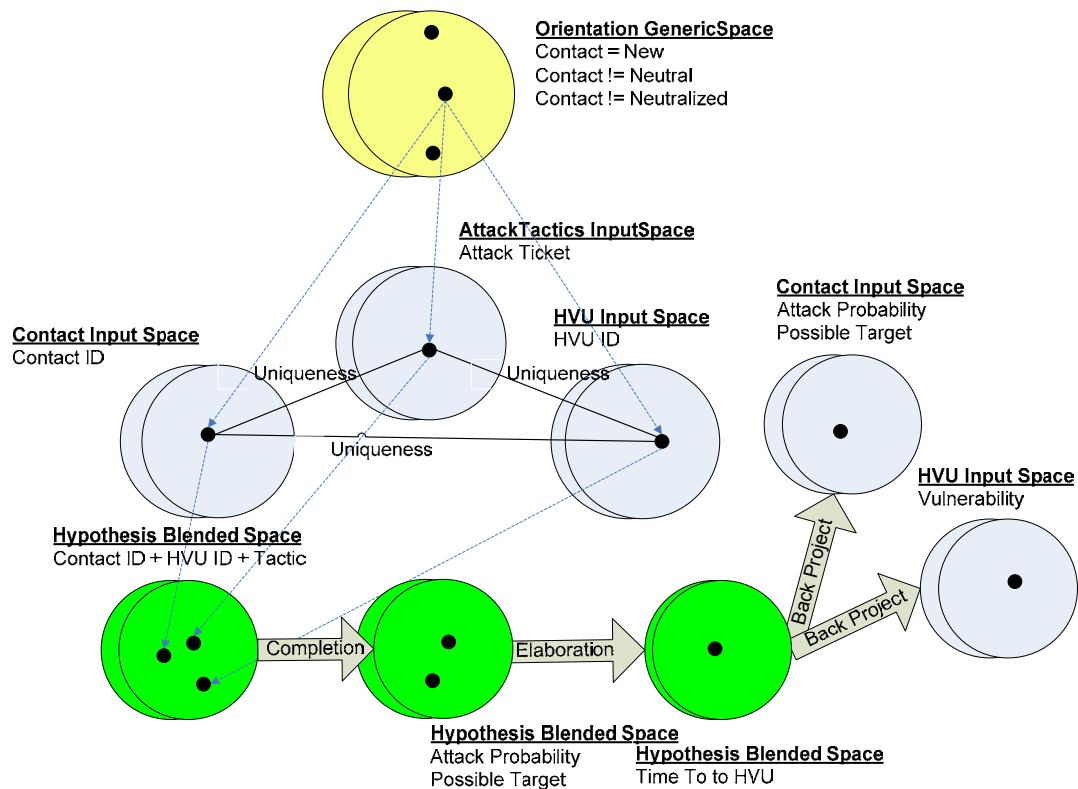 Orientation GenericSpace
Contact = New
Contact != Neutral
Contact != Neutralized
AttackTactics InputSpace
Attack Ticket
Contact Input Space
Attack Probability
Possible Target
HVU Input Space
HVU ID
Contact Input Space
Contact ID
Uniqueness
Uniqueness
Uniqueness
HVU Input Space
Vulnerability
Hypothesis Blended Space
Contact ID + HVU ID + Tactic
Back Project
Back Project
Completion
Elaboration
Hypothesis Blended Space
Attack Probability
Possible Target
Hypothesis Blended Space
Time To to HVU